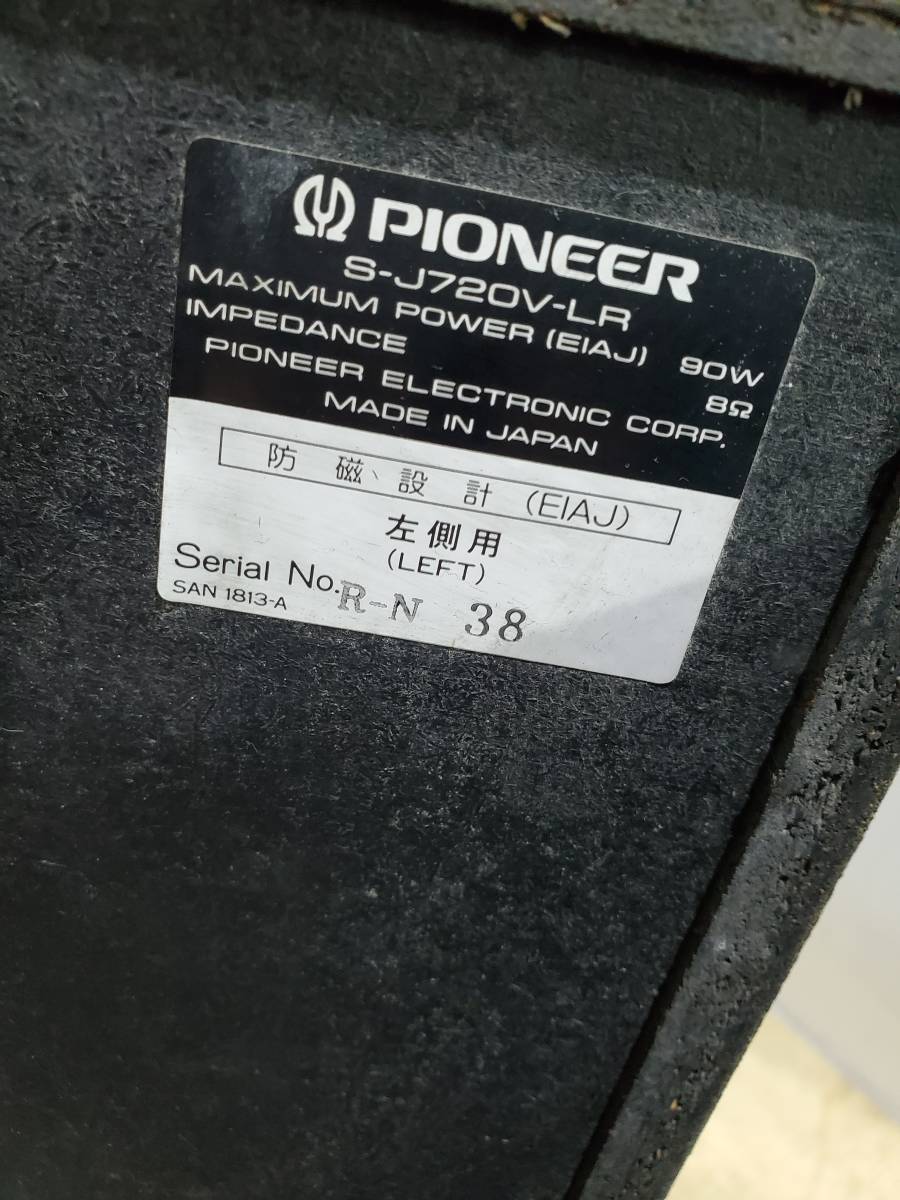 PIONEER
S-J720V-LR
MAXIMUM POWER (EIAJ) 90W
IMPEDANCE 8Ω
PIONEER ELECTRONIC CORP.
MADE IN JAPAN
防磁設計 (EIAJ)
左側用
(LEFT)
Serial No. R-N 38
SAN 1813-A